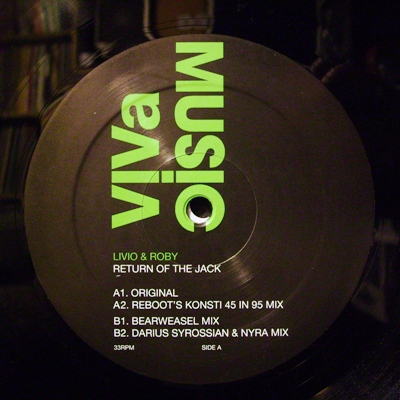 viva
MUSiC
LIVIO & ROBY
RETURN OF THE JACK
A1. ORIGINAL
A2. REBOOT'S KONSTI 45 IN 95 MIX
B1. BEARWEASEL MIX
B2. DARIUS SYROSSIAN & NYRA MIX
33RPM SIDE A